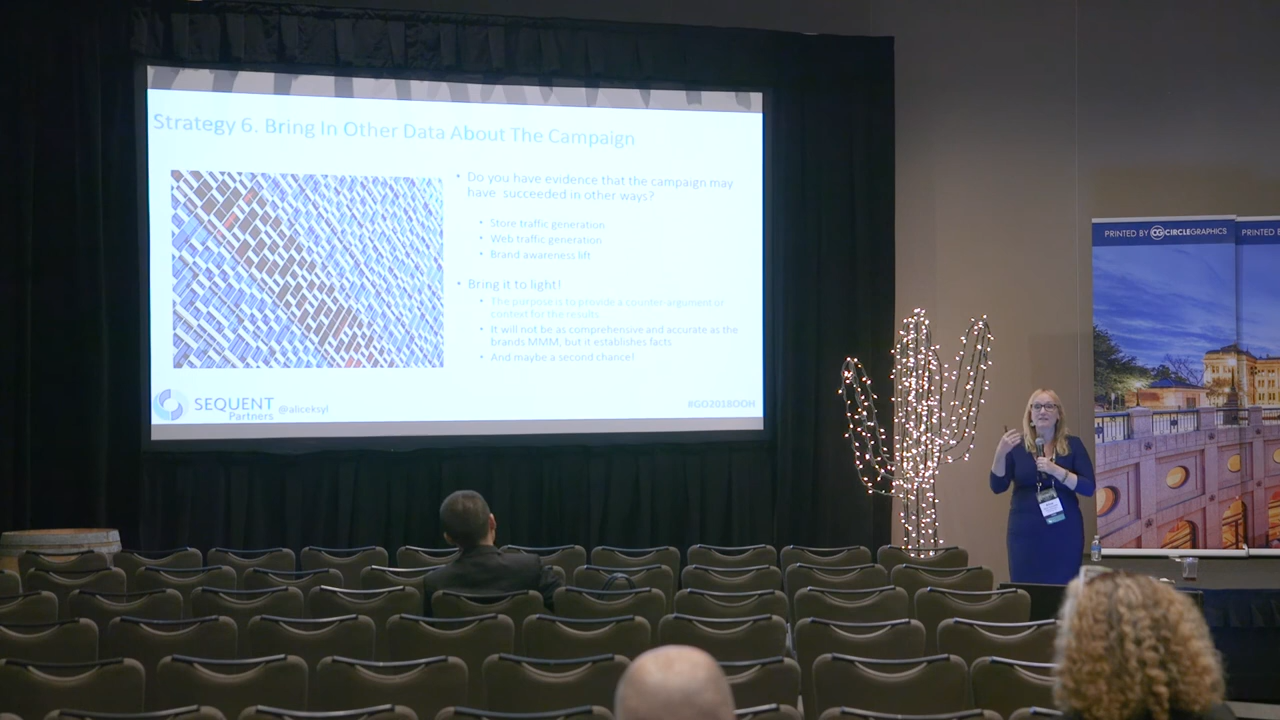 Strategy 6. Bring In Other Data About The Campaign
• Do you have evidence that the campaign may
have succeeded in other ways?
• Store traffic generation
• Web traffic generation
• Brand awareness lift
• Bring it to light!
• The purpose is to provide a counter-argument or
context for the results
• It will not be as comprehensive and accurate as the
brands MMM, but it establishes facts
• And maybe a second chance!
SEQUENT
Partners
@aliceksyl
#GO2018OOH
PRINTED BY CG CIRCLEGRAPHICS
PRINTED B